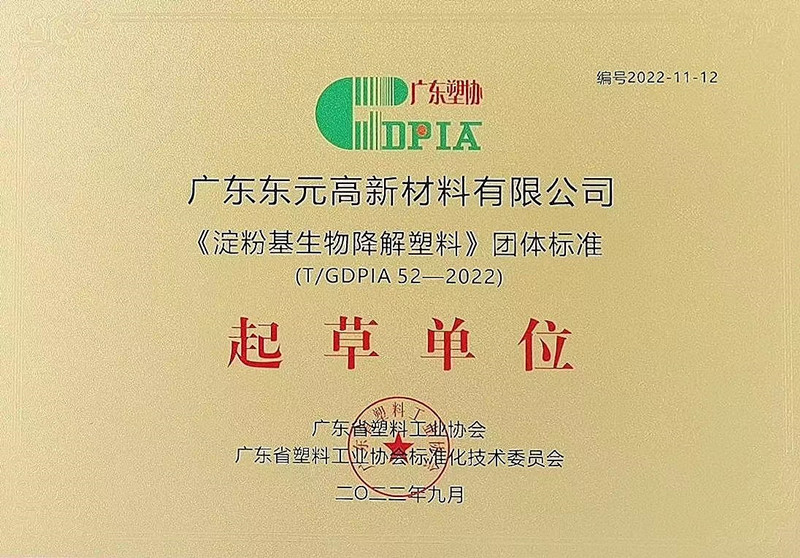 编号2022-11-12
广东塑协
GDPIA
广东东元高新材料有限公司
《淀粉基生物降解塑料》团体标准
(T/GDPIA 52—2022)
起草单位
广东省塑料工业协会
广东省塑料工业协会标准化技术委员会
二〇二二年九月